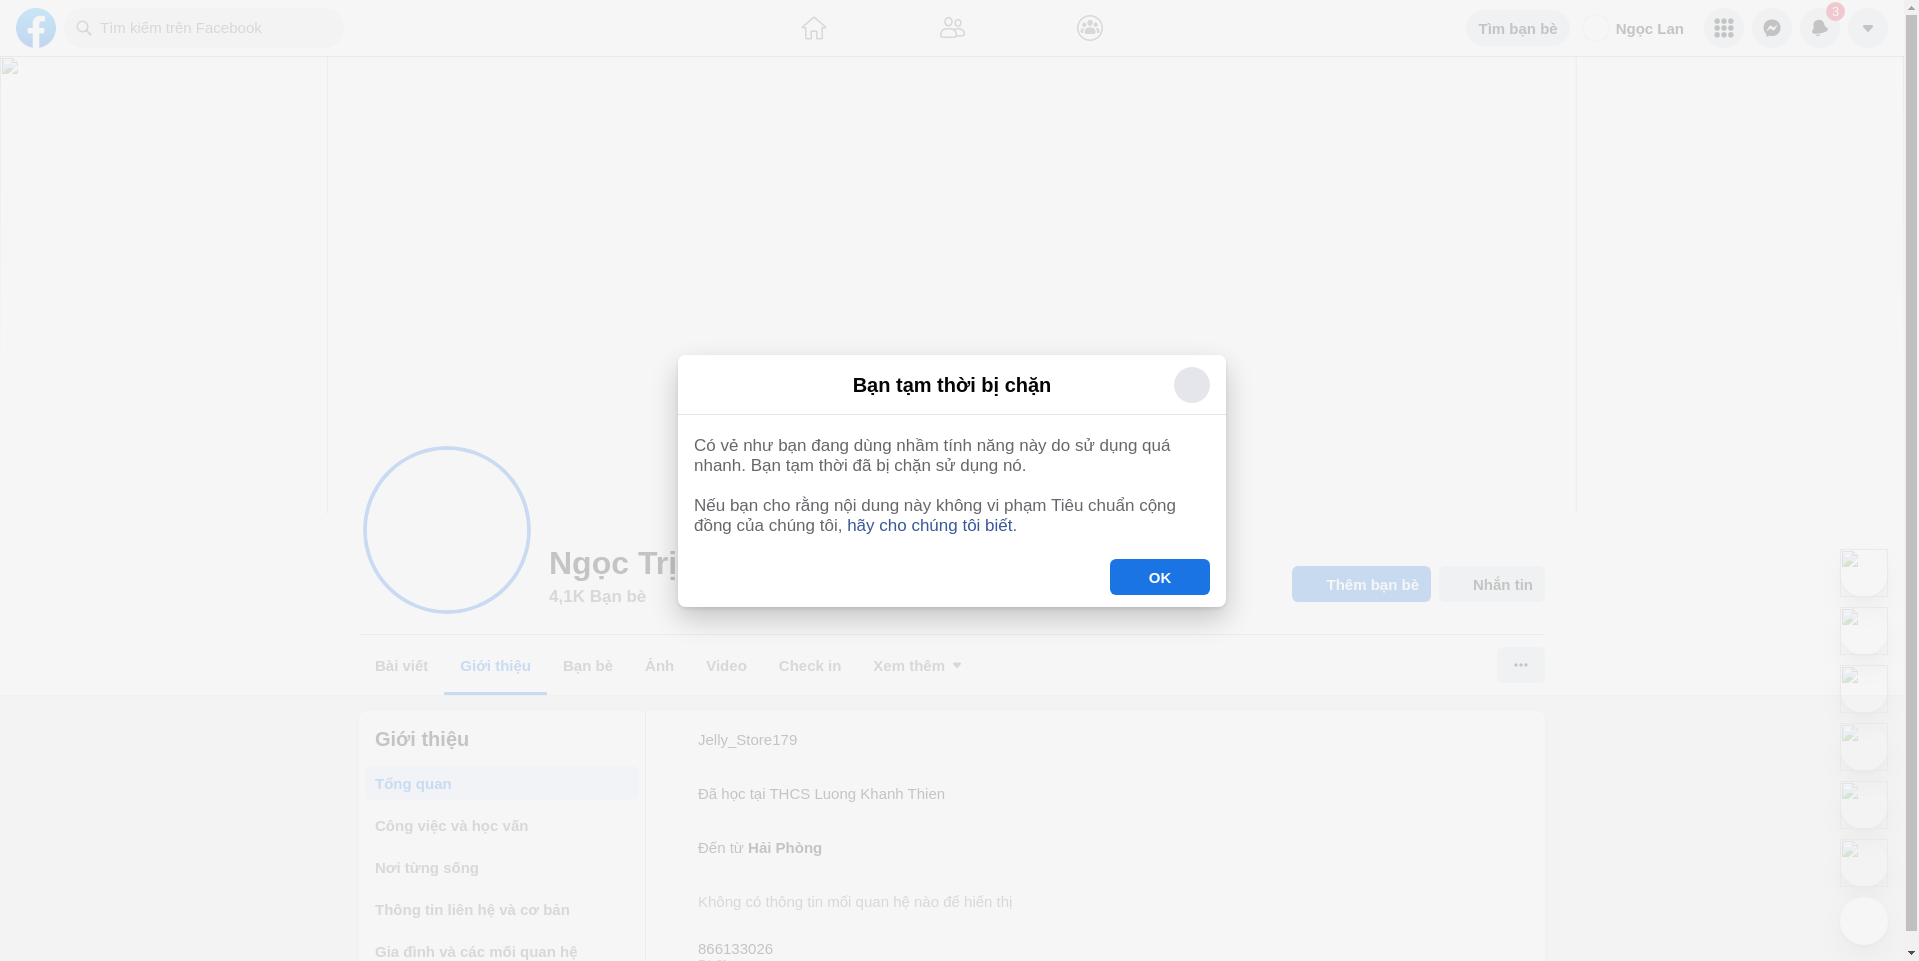 Tìm kiếm trên Facebook
Tìm bạn bè
Ngọc Lan
3
Bạn tạm thời bị chặn
Có vẻ như bạn đang dùng nhầm tính năng này do sử dụng quá
nhanh. Bạn tạm thời đã bị chặn sử dụng nó.
Nếu bạn cho rằng nội dung này không vi phạm Tiêu chuẩn cộng
đồng của chúng tôi, hãy cho chúng tôi biết.
OK
Ngọc Trị
4,1K Bạn bè
Thêm bạn bè
Nhắn tin
Bài viết
Giới thiệu
Bạn bè
Ảnh
Video
Check in
Xem thêm
Giới thiệu
Tổng quan
Công việc và học vấn
Nơi từng sống
Thông tin liên hệ và cơ bản
Gia đình và các mối quan hệ
Jelly_Store179
Đã học tại THCS Luong Khanh Thien
Đến từ Hải Phòng
Không có thông tin mối quan hệ nào để hiển thị
866133026